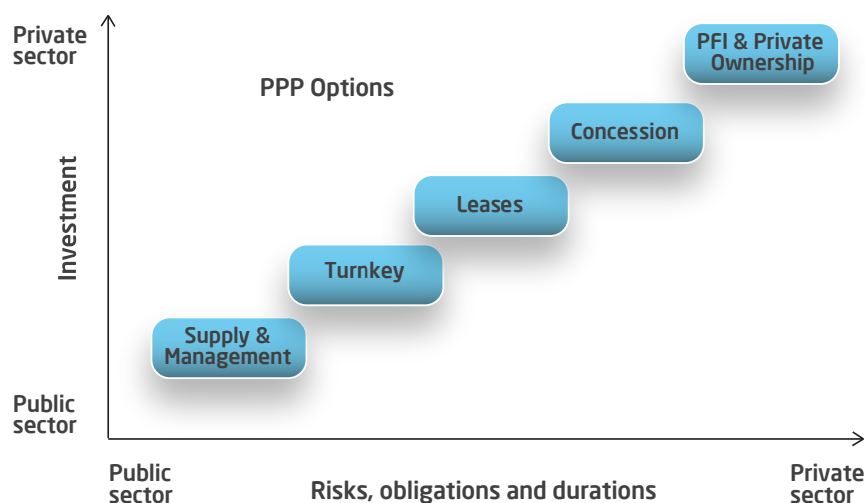 Private
sector
PFI & Private
Ownership
PPP Options
Concession
Investment
Leases
Turnkey
Supply &
Management
Public
sector
Public
sector
Risks, obligations and durations
Private
sector